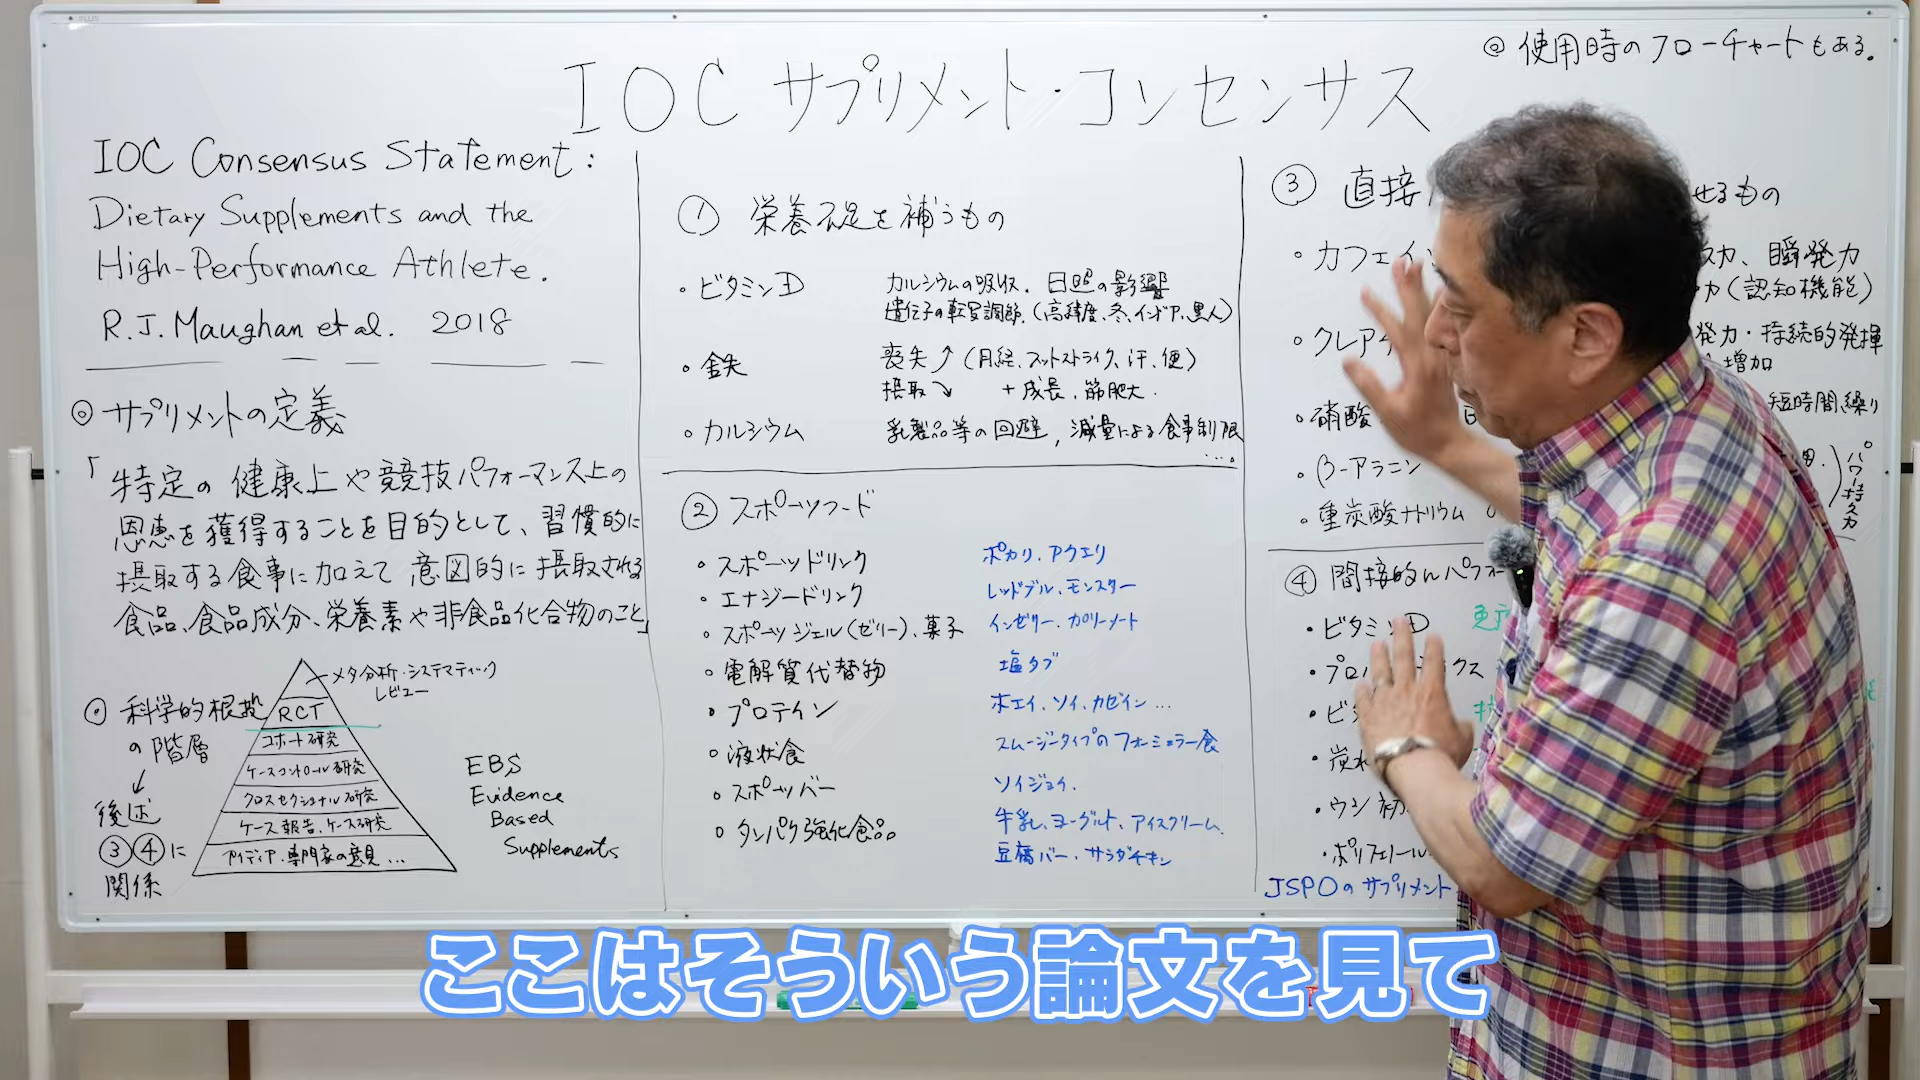 PLUS
@ 使用時のフローチャートもある。
IOC サプリメント・コンセンサス
IOC Consensus Statement:
Dietary Supplements and the
High-Performance Athlete.
R.J. Maughan et al. 2018
◎ サプリメントの定義
「特定の健康上や競技パフォーマンス上の
恩恵を獲得することを目的として、習慣的に
摂取する食事に加えて意図的に摂取される
食品、食品成分、栄養素や非食品化合物のこと」
◎ 科学的根拠
の階層
↙
後述
③④に
関係
メタ分析・システマティック
レビュー
RCT
コホート研究
ケースコントロール研究
クロスセクショナル研究
ケース報告、ケース研究
アイディア、専門家の意見...
EBS
Evidence
Based
Supplements
① 栄養不足を補うもの
・ビタミンD カルシウムの吸収、日照の影響
遺伝子の転写調節、(高緯度、冬、インドア、黒人)
・鉄 喪失↗ (月経、フットストライク、汗、便)
摂取↘ +成長、筋肥大.
・カルシウム 乳製品等の回避, 減量による食事制限
...。
② スポーツフード
・スポーツドリンク ポカリ、アクエリ
・エナジードリンク レッドブル、モンスター
・スポーツジェル(ゼリー)、菓子 インゼリー、カロリーメート
・電解質代替物 塩タブ
・プロテイン ホエイ、ソイ、カゼイン...
・液状食 スムージータイプのフォーミュラー食
・スポーツバー ソイジョイ.
・タンパク強化食品 牛乳、ヨーグルト、アイスクリーム、
豆腐バー、サラダチキン
③ 直接 せるもの
・カフェイン 力、瞬発力
力(認知機能)
・クレアチ 発力・持続的発揮
増加
・硝酸 短時間繰り
・β-アラニン
・重炭酸ナトリウム
パワー持久力
④ 間接的にパフォー
・ビタミンD 免疫
・プロバ クス
・ビ 抗
・炭水
・ウシ初
・ポリフェノール
JSPOのサプリメント
ここはそういう論文を見て